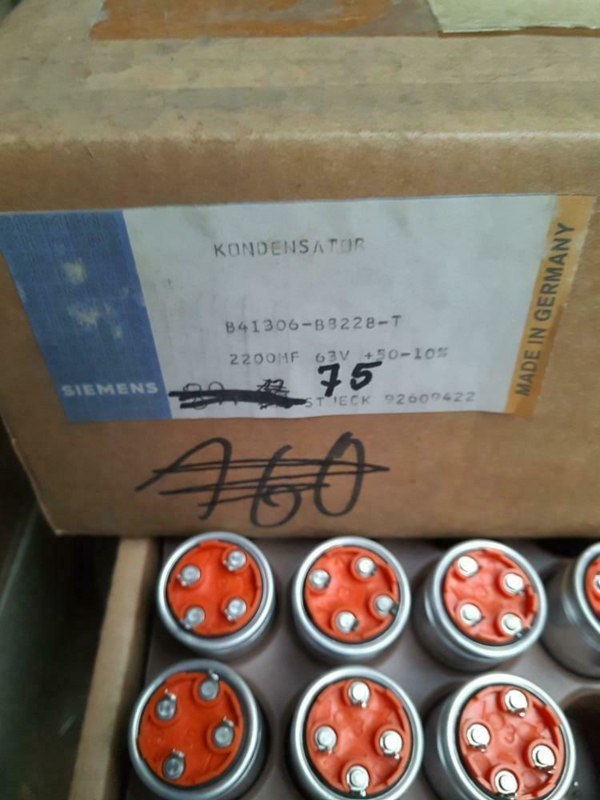 KONDENSATOR
B41306-B8228-T
2200MF 63V +50-10%
75
SIEMENS
STUECK 92609422
MADE IN GERMANY
760